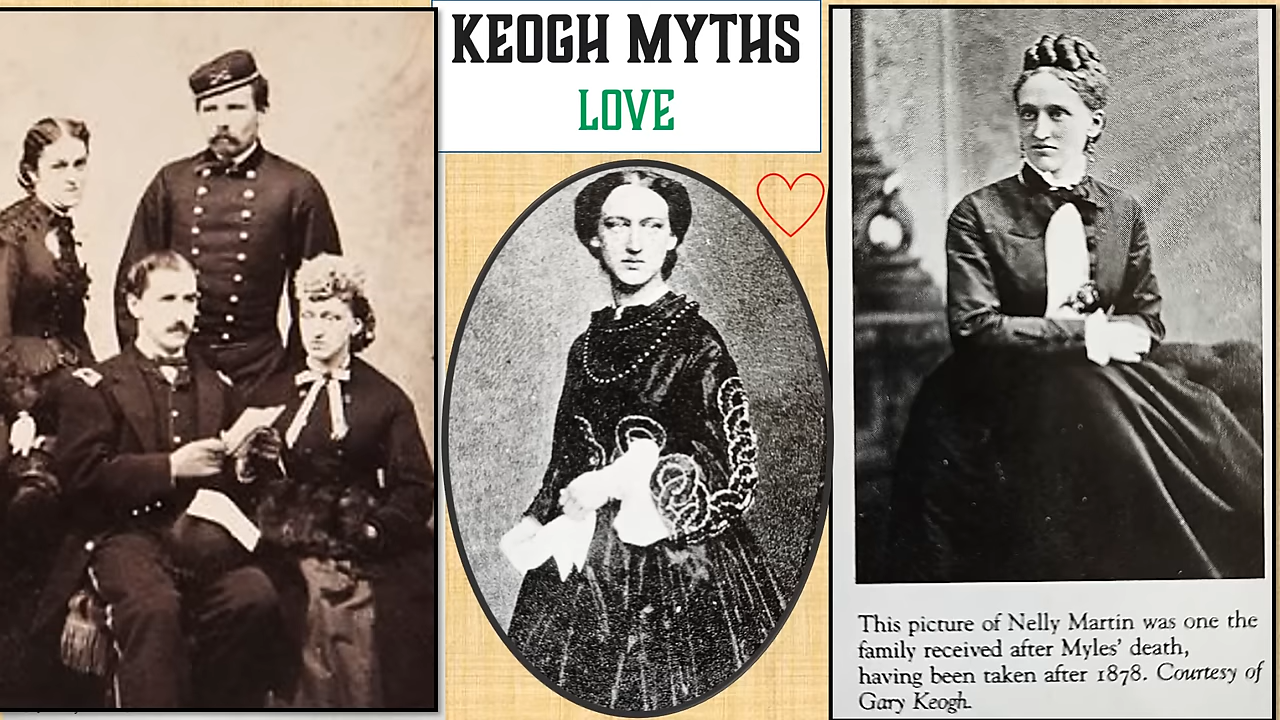 KEOGH MYTHS
LOVE
This picture of Nelly Martin was one the
family received after Myles' death,
having been taken after 1878. Courtesy of
Gary Keogh.